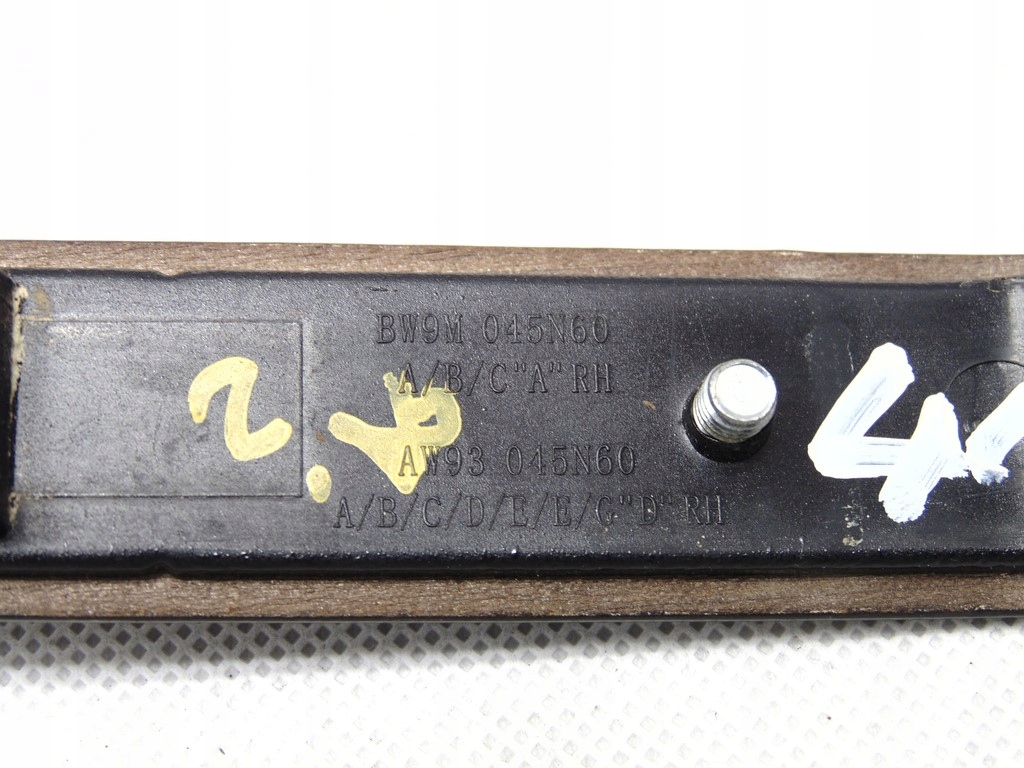 BW9M 045N60
A/B/C"A"RH
AW93 045N60
A/B/C/D/E/E/G"D"RH
2.4